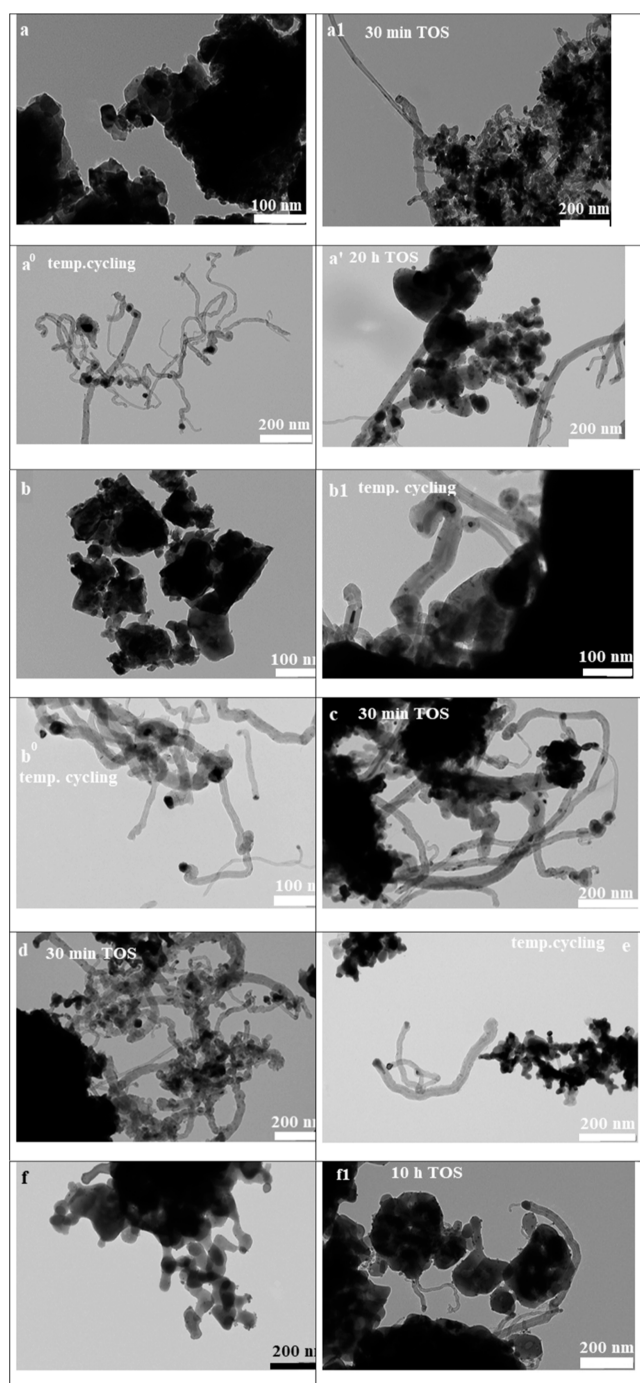 a
100 nm
a1 30 min TOS
200 nm
a⁰ temp.cycling
200 nm
a' 20 h TOS
200 nm
b
100 nm
b1 temp. cycling
100 nm
b⁰
temp. cycling
100 nm
c 30 min TOS
200 nm
d 30 min TOS
200 nm
temp.cycling e
200 nm
f
200 nm
f1 10 h TOS
200 nm